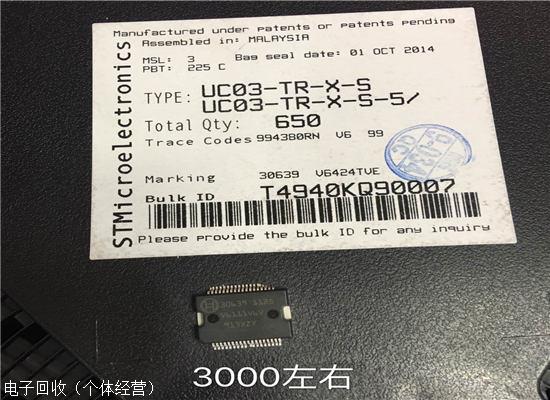 Manufactured under patents or patents pending
Assembled in: MALAYSIA
MSL: 3 Bag seal date: 01 OCT 2014
PBT: 225 C
TYPE: UC03-TR-X-S
UC03-TR-X-S-5/
Total Qty: 650
Trace Codes 994380RN V6 99
Marking 30639 V6424TVE
Bulk ID T4940KQ90007
Please provide the bulk ID for any inquiry
STMicroelectronics
30639
3000左右
电子回收（个体经营）